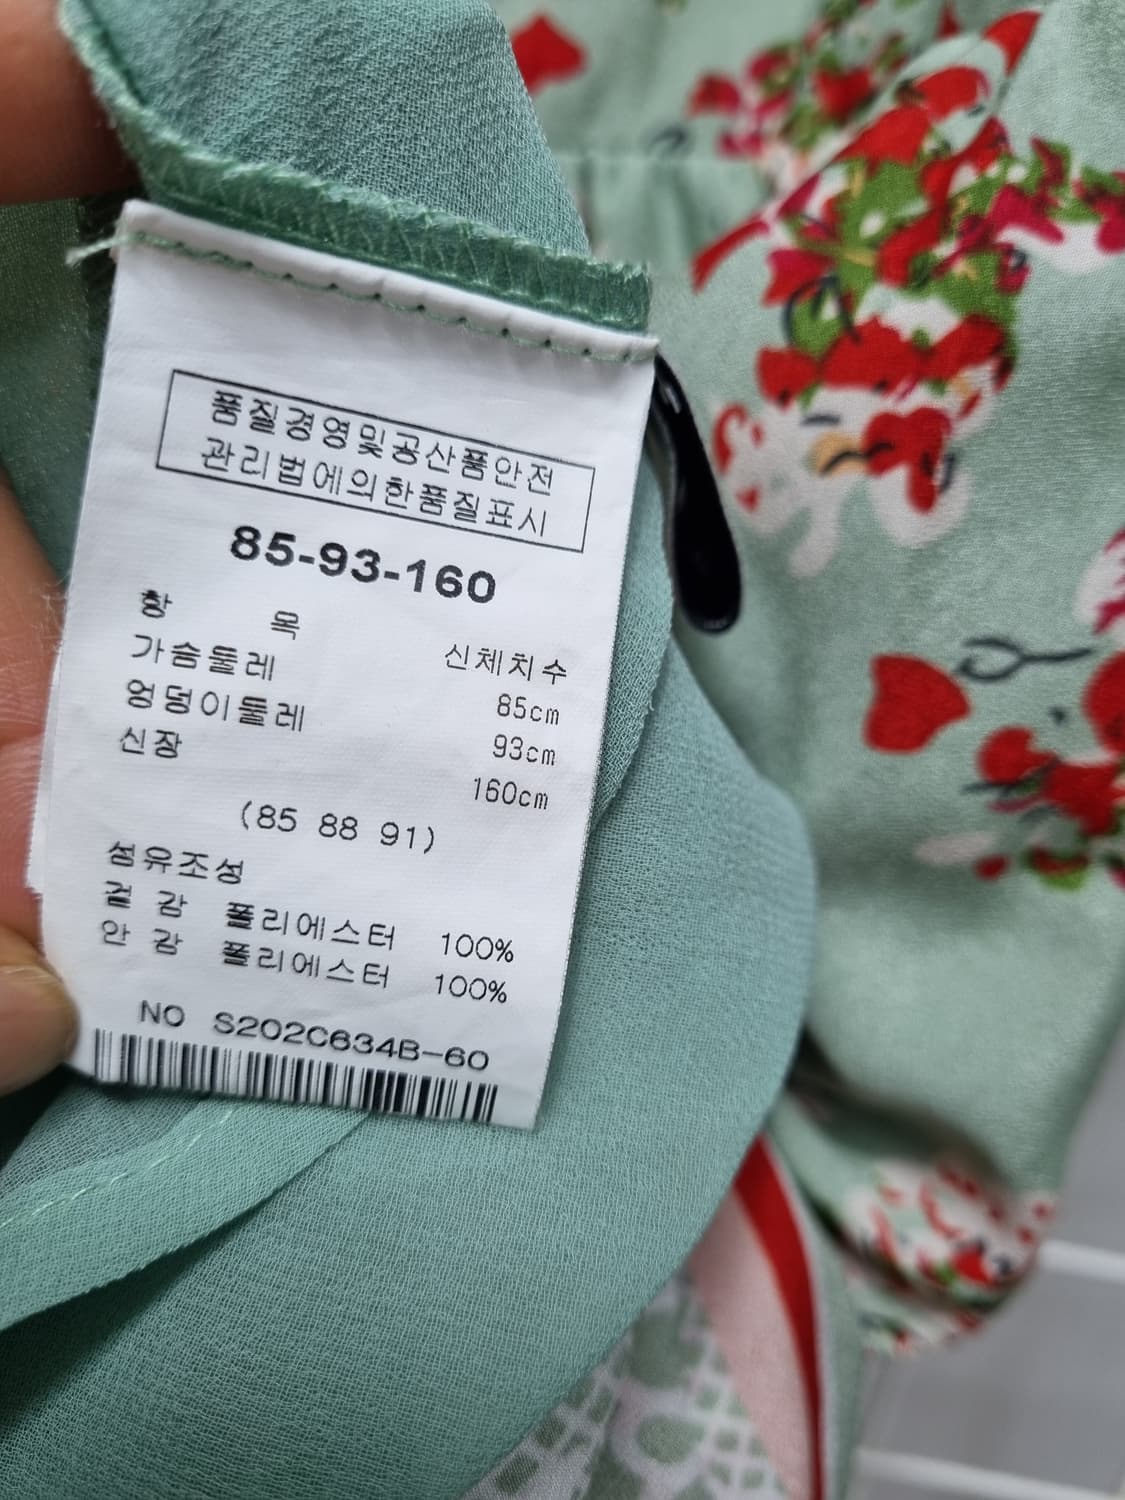 품질경영및공산품안전
관리법에의한품질표시
85-93-160
항 목 신체치수
가슴둘레 85cm
엉덩이둘레 93cm
신장 160cm
(85 88 91)
섬유조성
겉 감 폴리에스터 100%
안 감 폴리에스터 100%
NO S202C634B-60